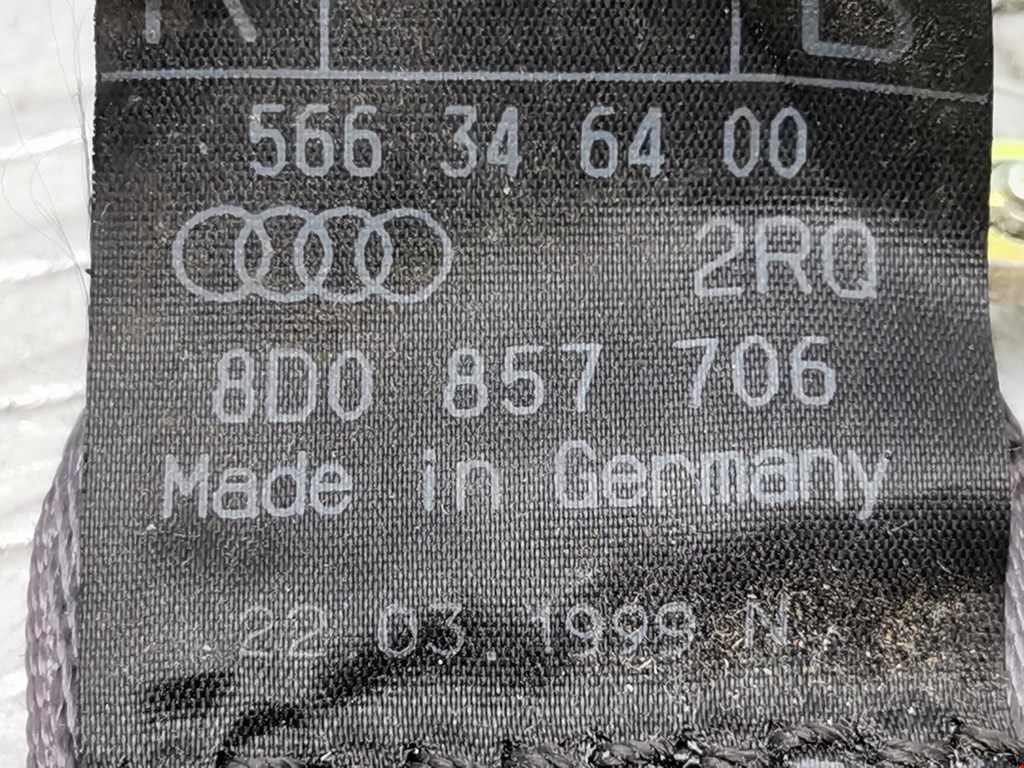 566 34 64 00
2RQ
8D0 857 706
Made in Germany
22.03.1999 N